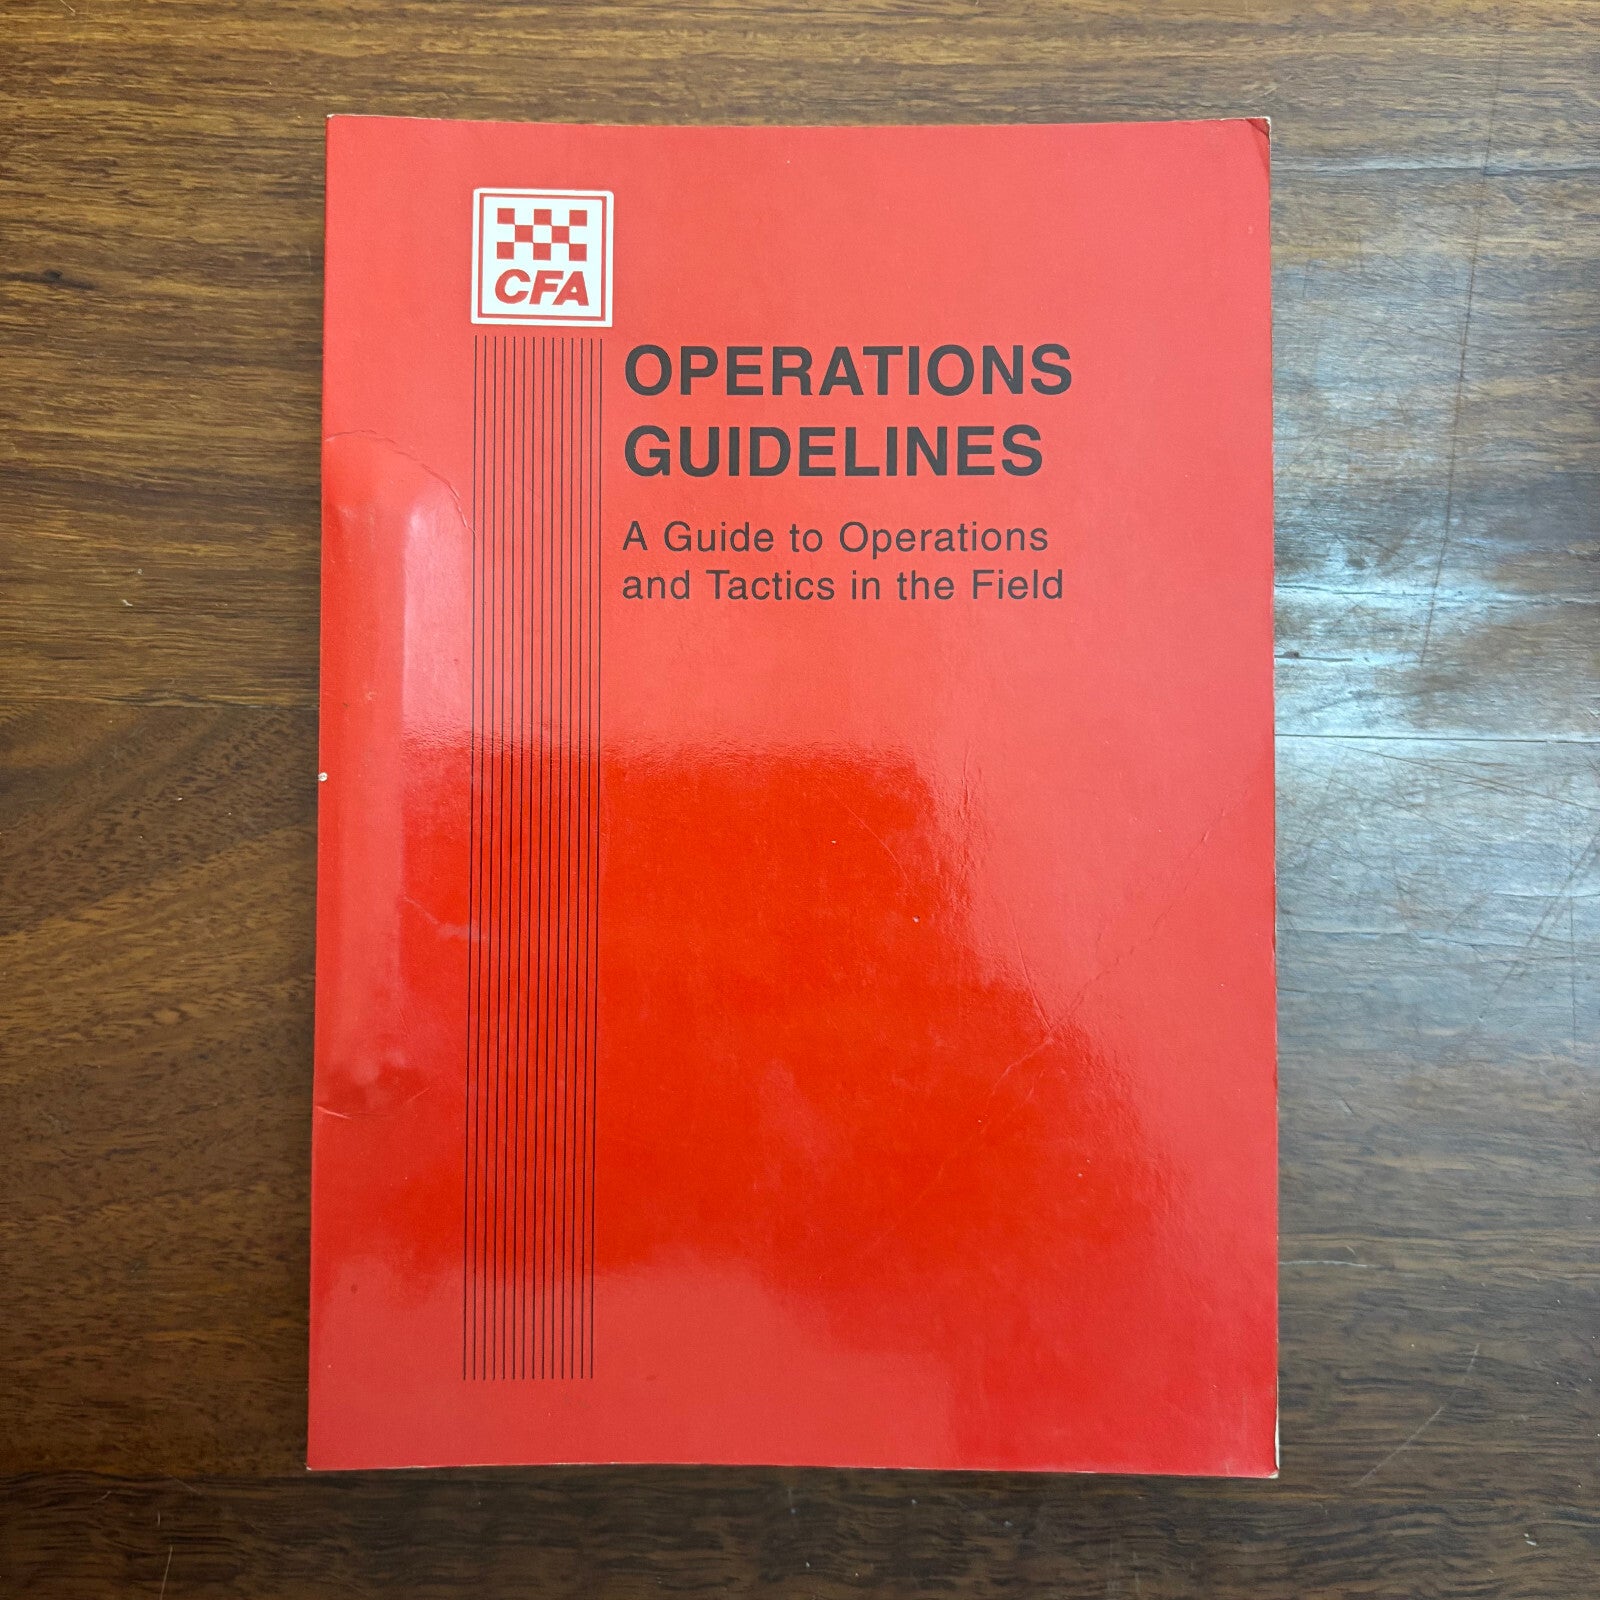 CFA
OPERATIONS
GUIDELINES
A Guide to Operations
and Tactics in the Field